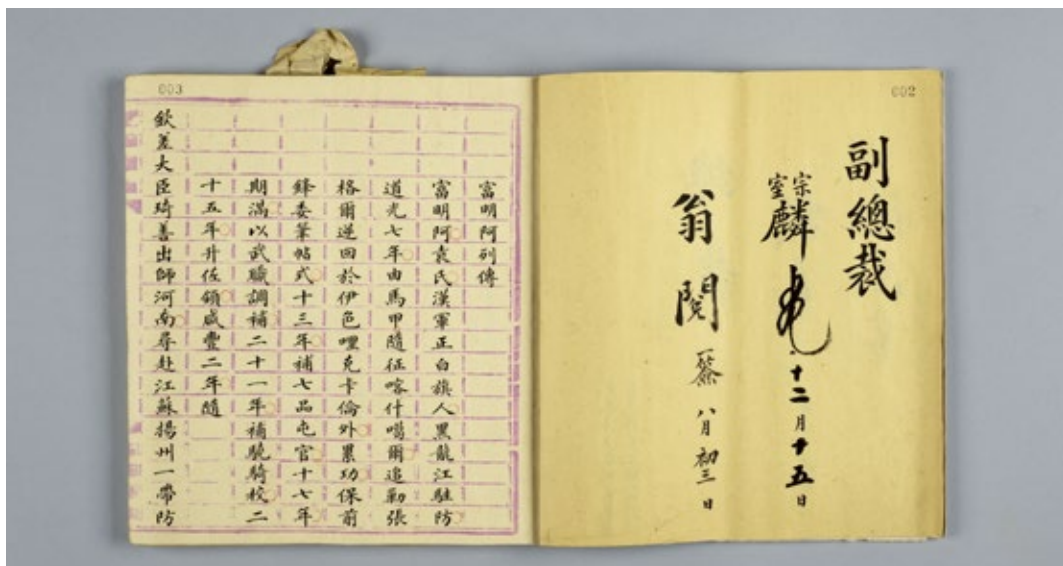 002
副總裁
宗室麟 十二月十五日
翁閱 八月初三日
003
富明阿列傳
富明阿袁氏漢軍正白旗人黑龍江駐防
道光七年由馬甲隨征喀什噶爾追勦張
格爾逆回於伊色哩克卡倫外累功保前
鋒委筆帖式十三年補七品屯官十七年
期滿以武職調補二十一年補驍騎校二
十五年升佐領咸豐二年隨
欽差大臣琦善出師河南尋赴江蘇揚州一帶防